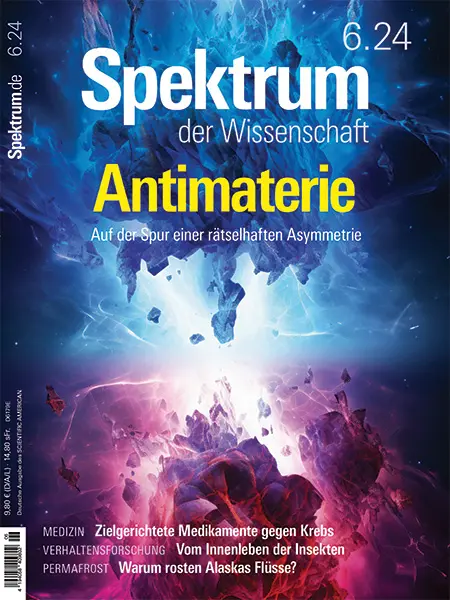 6.24
Spektrum
der Wissenschaft
Antimaterie
Auf der Spur einer rätselhaften Asymmetrie
MEDIZIN Zielgerichtete Medikamente gegen Krebs
VERHALTENSFORSCHUNG Vom Innenleben der Insekten
PERMAFROST Warum rosten Alaskas Flüsse?
Spektrum.de 6.24
9,80 € (D/A/L) · 14,80 sFr.
Deutsche Ausgabe des SCIENTIFIC AMERICAN
D6179E
06